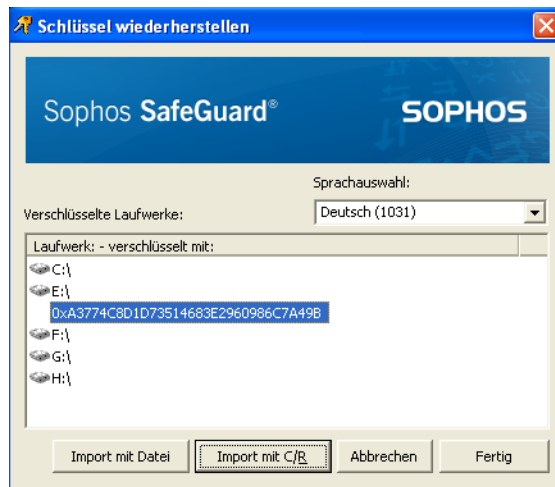 Schlüssel wiederherstellen
Sophos SafeGuard®
SOPHOS
Sprachauswahl:
Verschlüsselte Laufwerke:
Deutsch (1031)
Laufwerk: - verschlüsselt mit:
C:\
E:\
0xA3774C8D1D73514683E2960986C7A49B
F:\
G:\
H:\
Import mit Datei
Import mit C/R
Abbrechen
Fertig